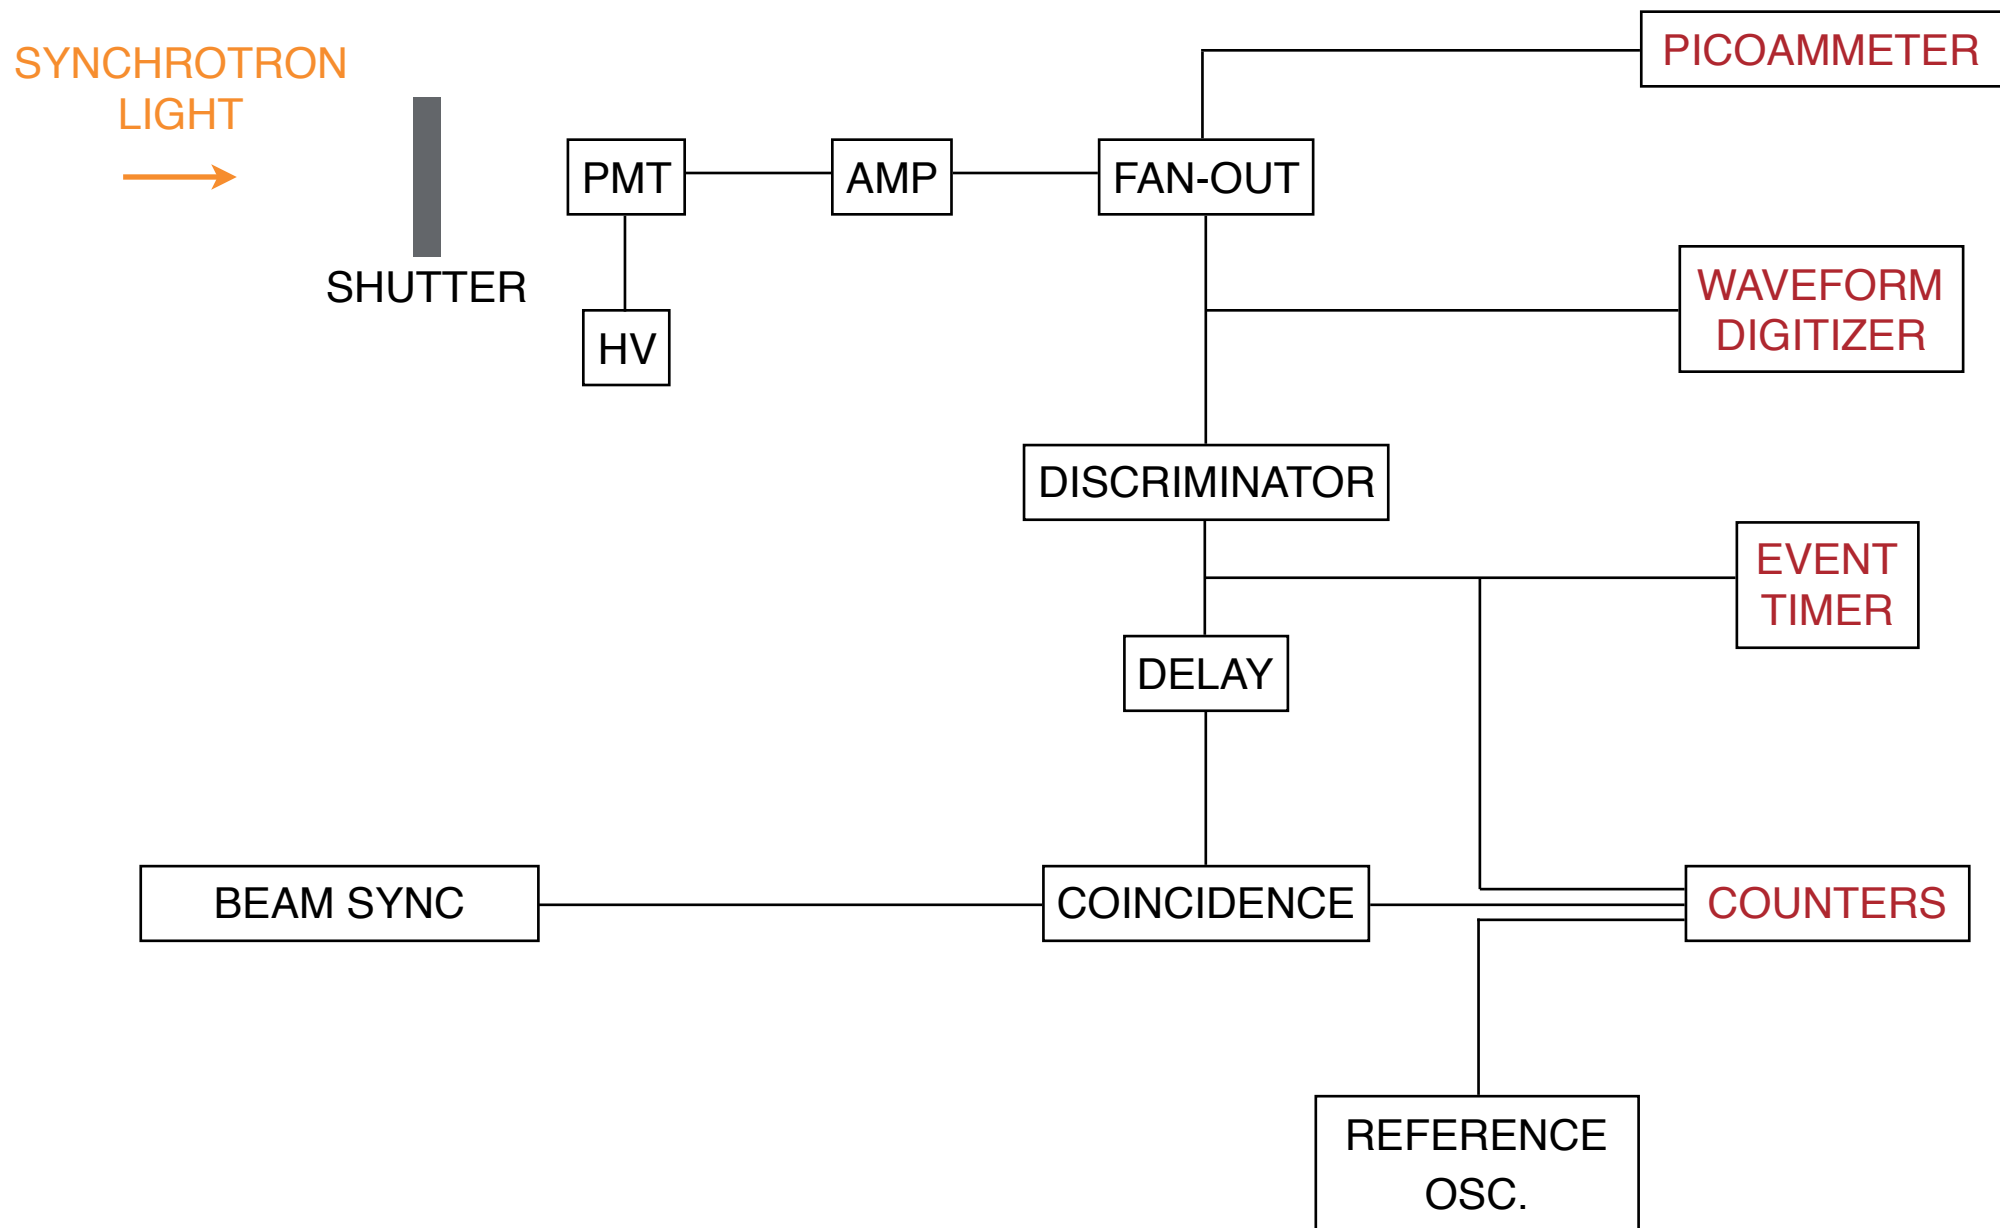 PICOAMMETER
SYNCHROTRON
LIGHT
PMT
AMP
FAN-OUT
SHUTTER
WAVEFORM
DIGITIZER
HV
DISCRIMINATOR
EVENT
TIMER
DELAY
BEAM SYNC
COINCIDENCE
COUNTERS
REFERENCE
OSC.